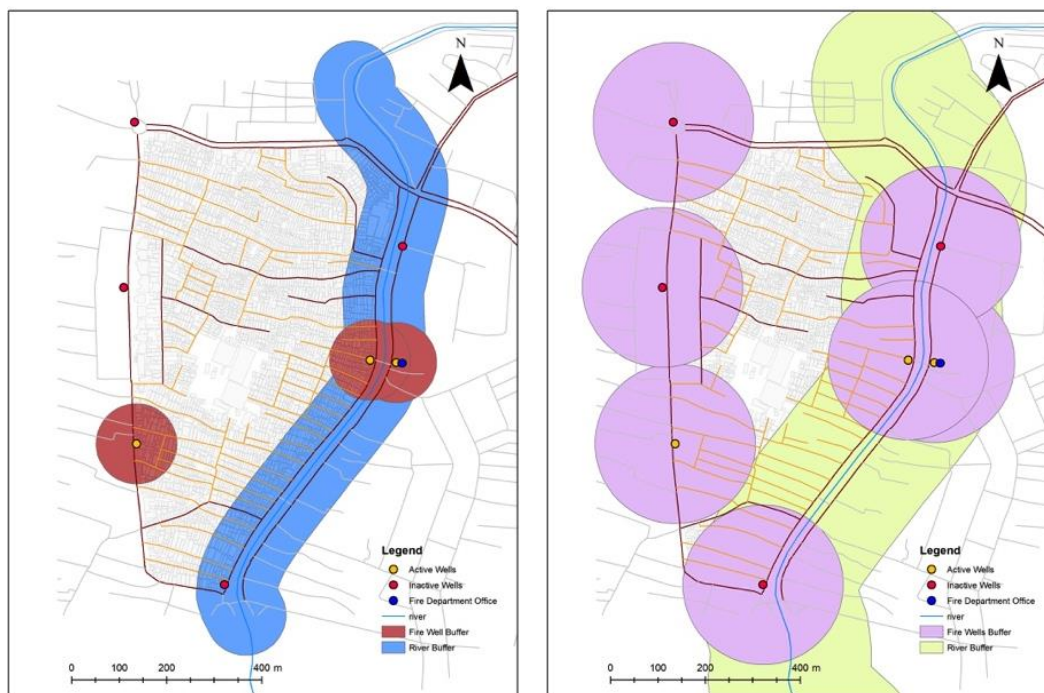 N
Legend
Active Wells
Inactive Wells
Fire Department Office
river
Fire Well Buffer
River Buffer
0 100 200 400 m
N
Legend
Active Wells
Inactive Wells
Fire Department Office
river
Fire Wells Buffer
River Buffer
0 100 200 400 m